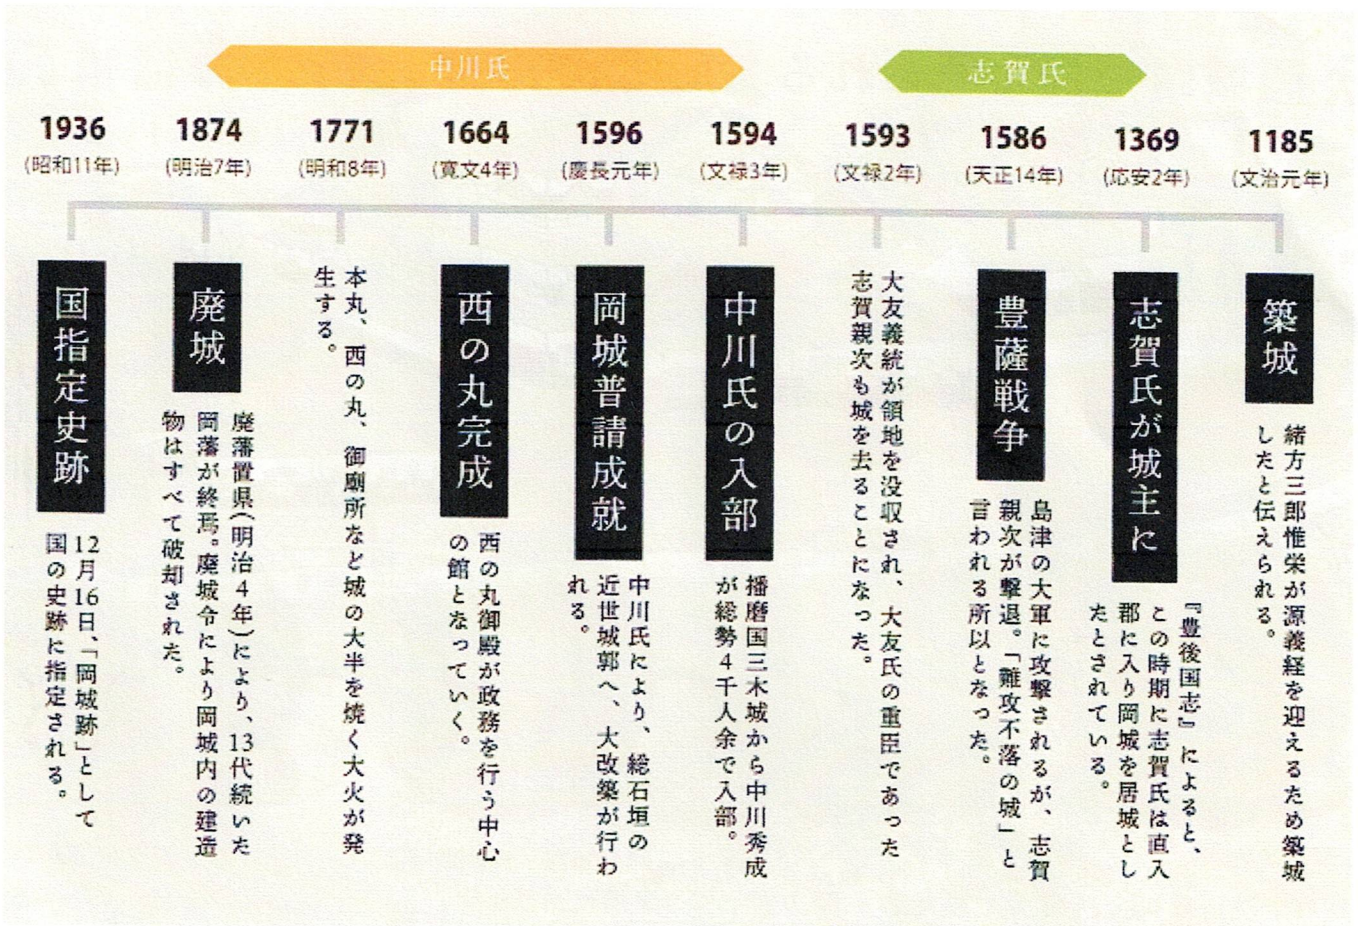 志賀氏
中川氏
1185
(文治元年)
築城
緒方三郎惟栄が源義経を迎えるため築城
したと伝えられる。
1369
(応安2年)
志賀氏が城主に
『豊後国志』によると、
この時期に志賀氏は直入
郡に入り岡城を居城とし
たとされている。
1586
(天正14年)
豊薩戦争
島津の大軍に攻撃されるが、志賀
親次が撃退。「難攻不落の城」と
言われる所以となった。
1593
(文禄2年)
大友義統が領地を没収され、大友氏の重臣であった
志賀親次も城を去ることになった。
1594
(文禄3年)
中川氏の入部
播磨国三木城から中川秀成
が総勢4千人余で入部。
1596
(慶長元年)
岡城普請成就
中川氏により、総石垣の
近世城郭へ、大改築が行わ
れる。
1664
(寛文4年)
西の丸完成
西の丸御殿が政務を行う中心
の館となっていく。
1771
(明和8年)
本丸、西の丸、御廟所など城の大半を焼く大火が発
生する。
1874
(明治7年)
廃城
廃藩置県(明治4年)により、13代続いた
岡藩が終焉。廃城令により岡城内の建造
物はすべて破却された。
1936
(昭和11年)
国指定史跡
12月16日、「岡城跡」として
国の史跡に指定される。